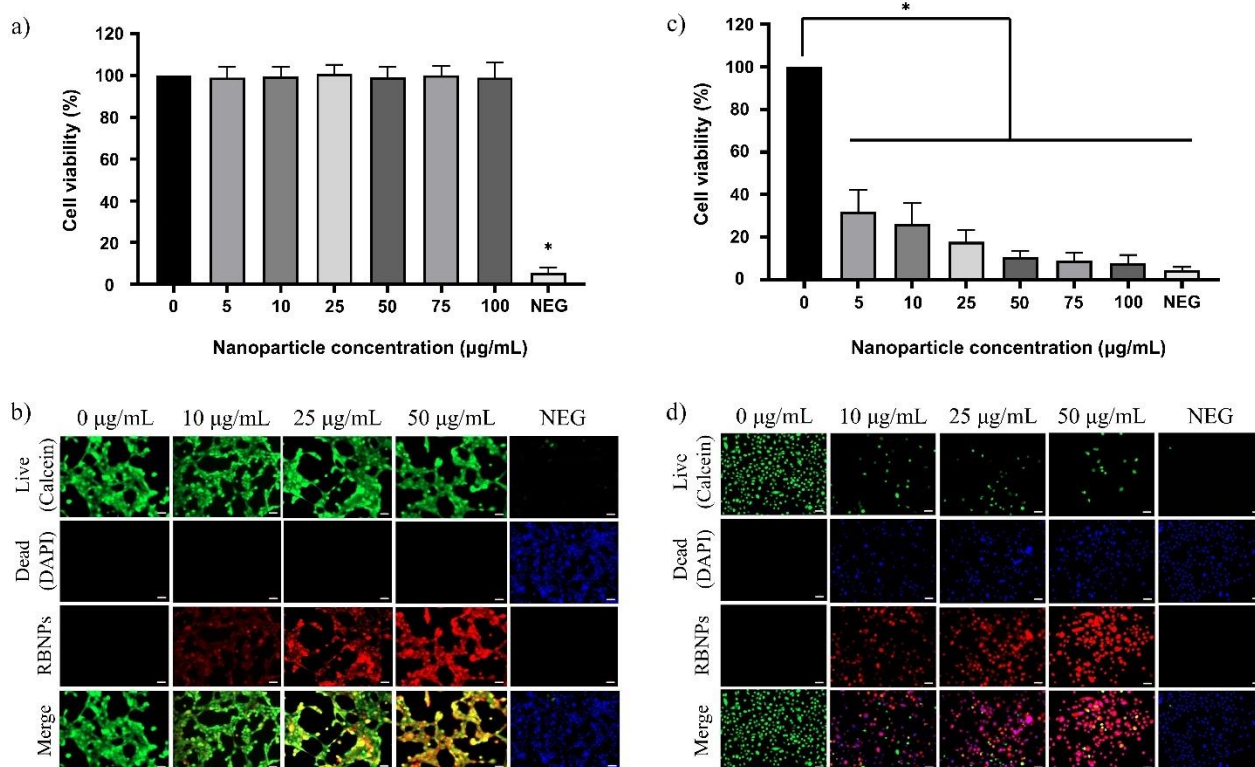 a)
Cell viability (%)
120
100
80
60
40
20
0
*
0 5 10 25 50 75 100 NEG
Nanoparticle concentration (µg/mL)
c)
Cell viability (%)
120
100
80
60
40
20
0
*
0 5 10 25 50 75 100 NEG
Nanoparticle concentration (µg/mL)
b)
0 µg/mL 10 µg/mL 25 µg/mL 50 µg/mL NEG
Live
(Calcein)
Dead
(DAPI)
RBNPs
Merge
d)
0 µg/mL 10 µg/mL 25 µg/mL 50 µg/mL NEG
Live
(Calcein)
Dead
(DAPI)
RBNPs
Merge